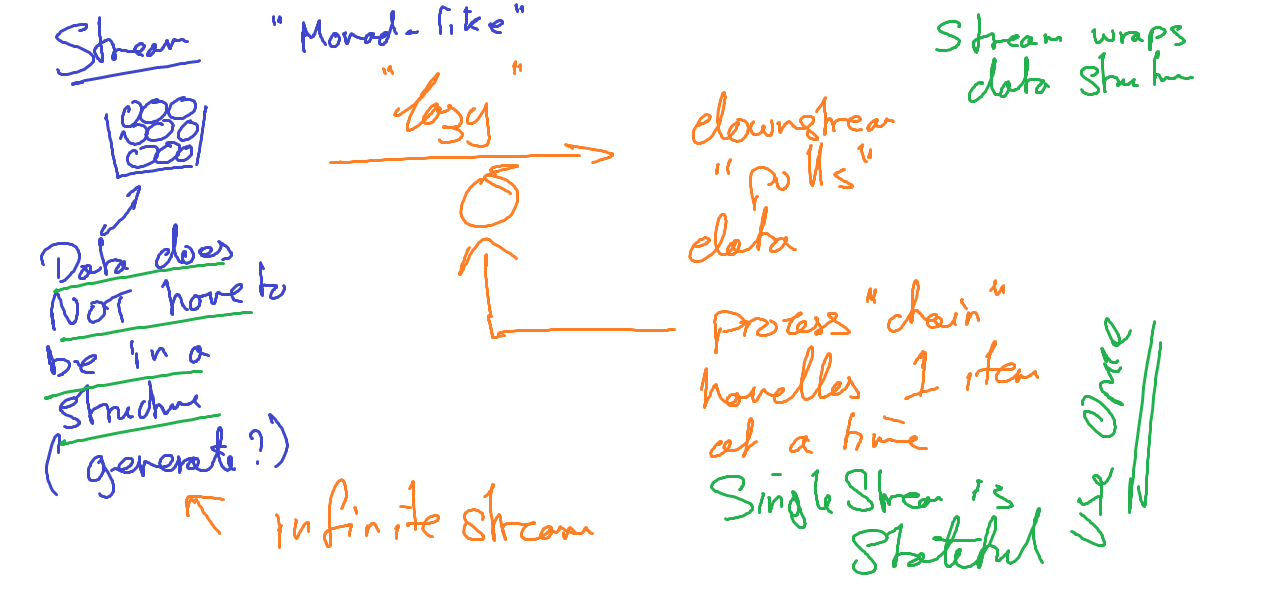 Stream
"Monad-like"
"lazy"
Stream wraps
data structure
downstream
"pulls"
data
Data does
NOT have to
be in a
structure
(generate?)
infinite stream
process "chain"
handles 1 item
at a time
Single Stream is
Stateful
Use Once